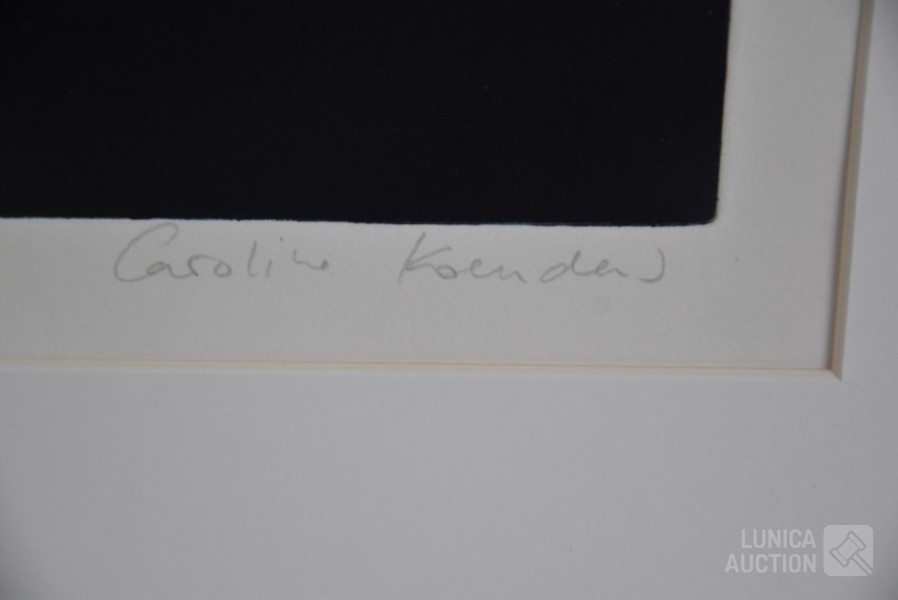 Caroline Koenders
LUNICA
AUCTION